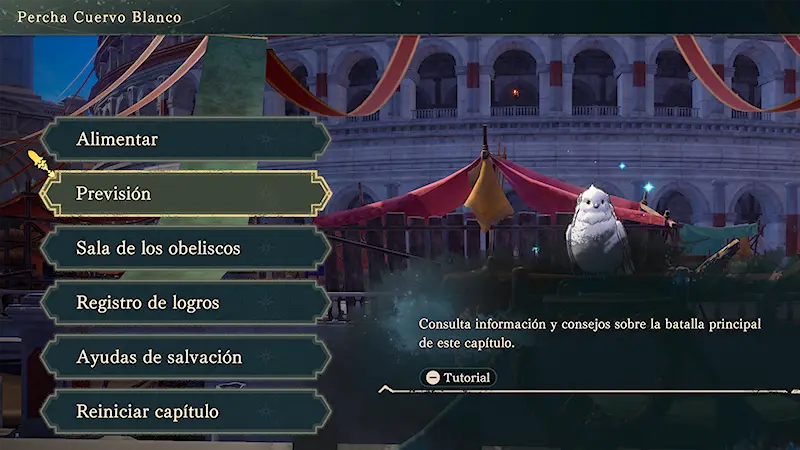 Percha Cuervo Blanco
Alimentar
Previsión
Sala de los obeliscos
Registro de logros
Ayudas de salvación
Reiniciar capítulo
Consulta información y consejos sobre la batalla principal
de este capítulo.
Tutorial